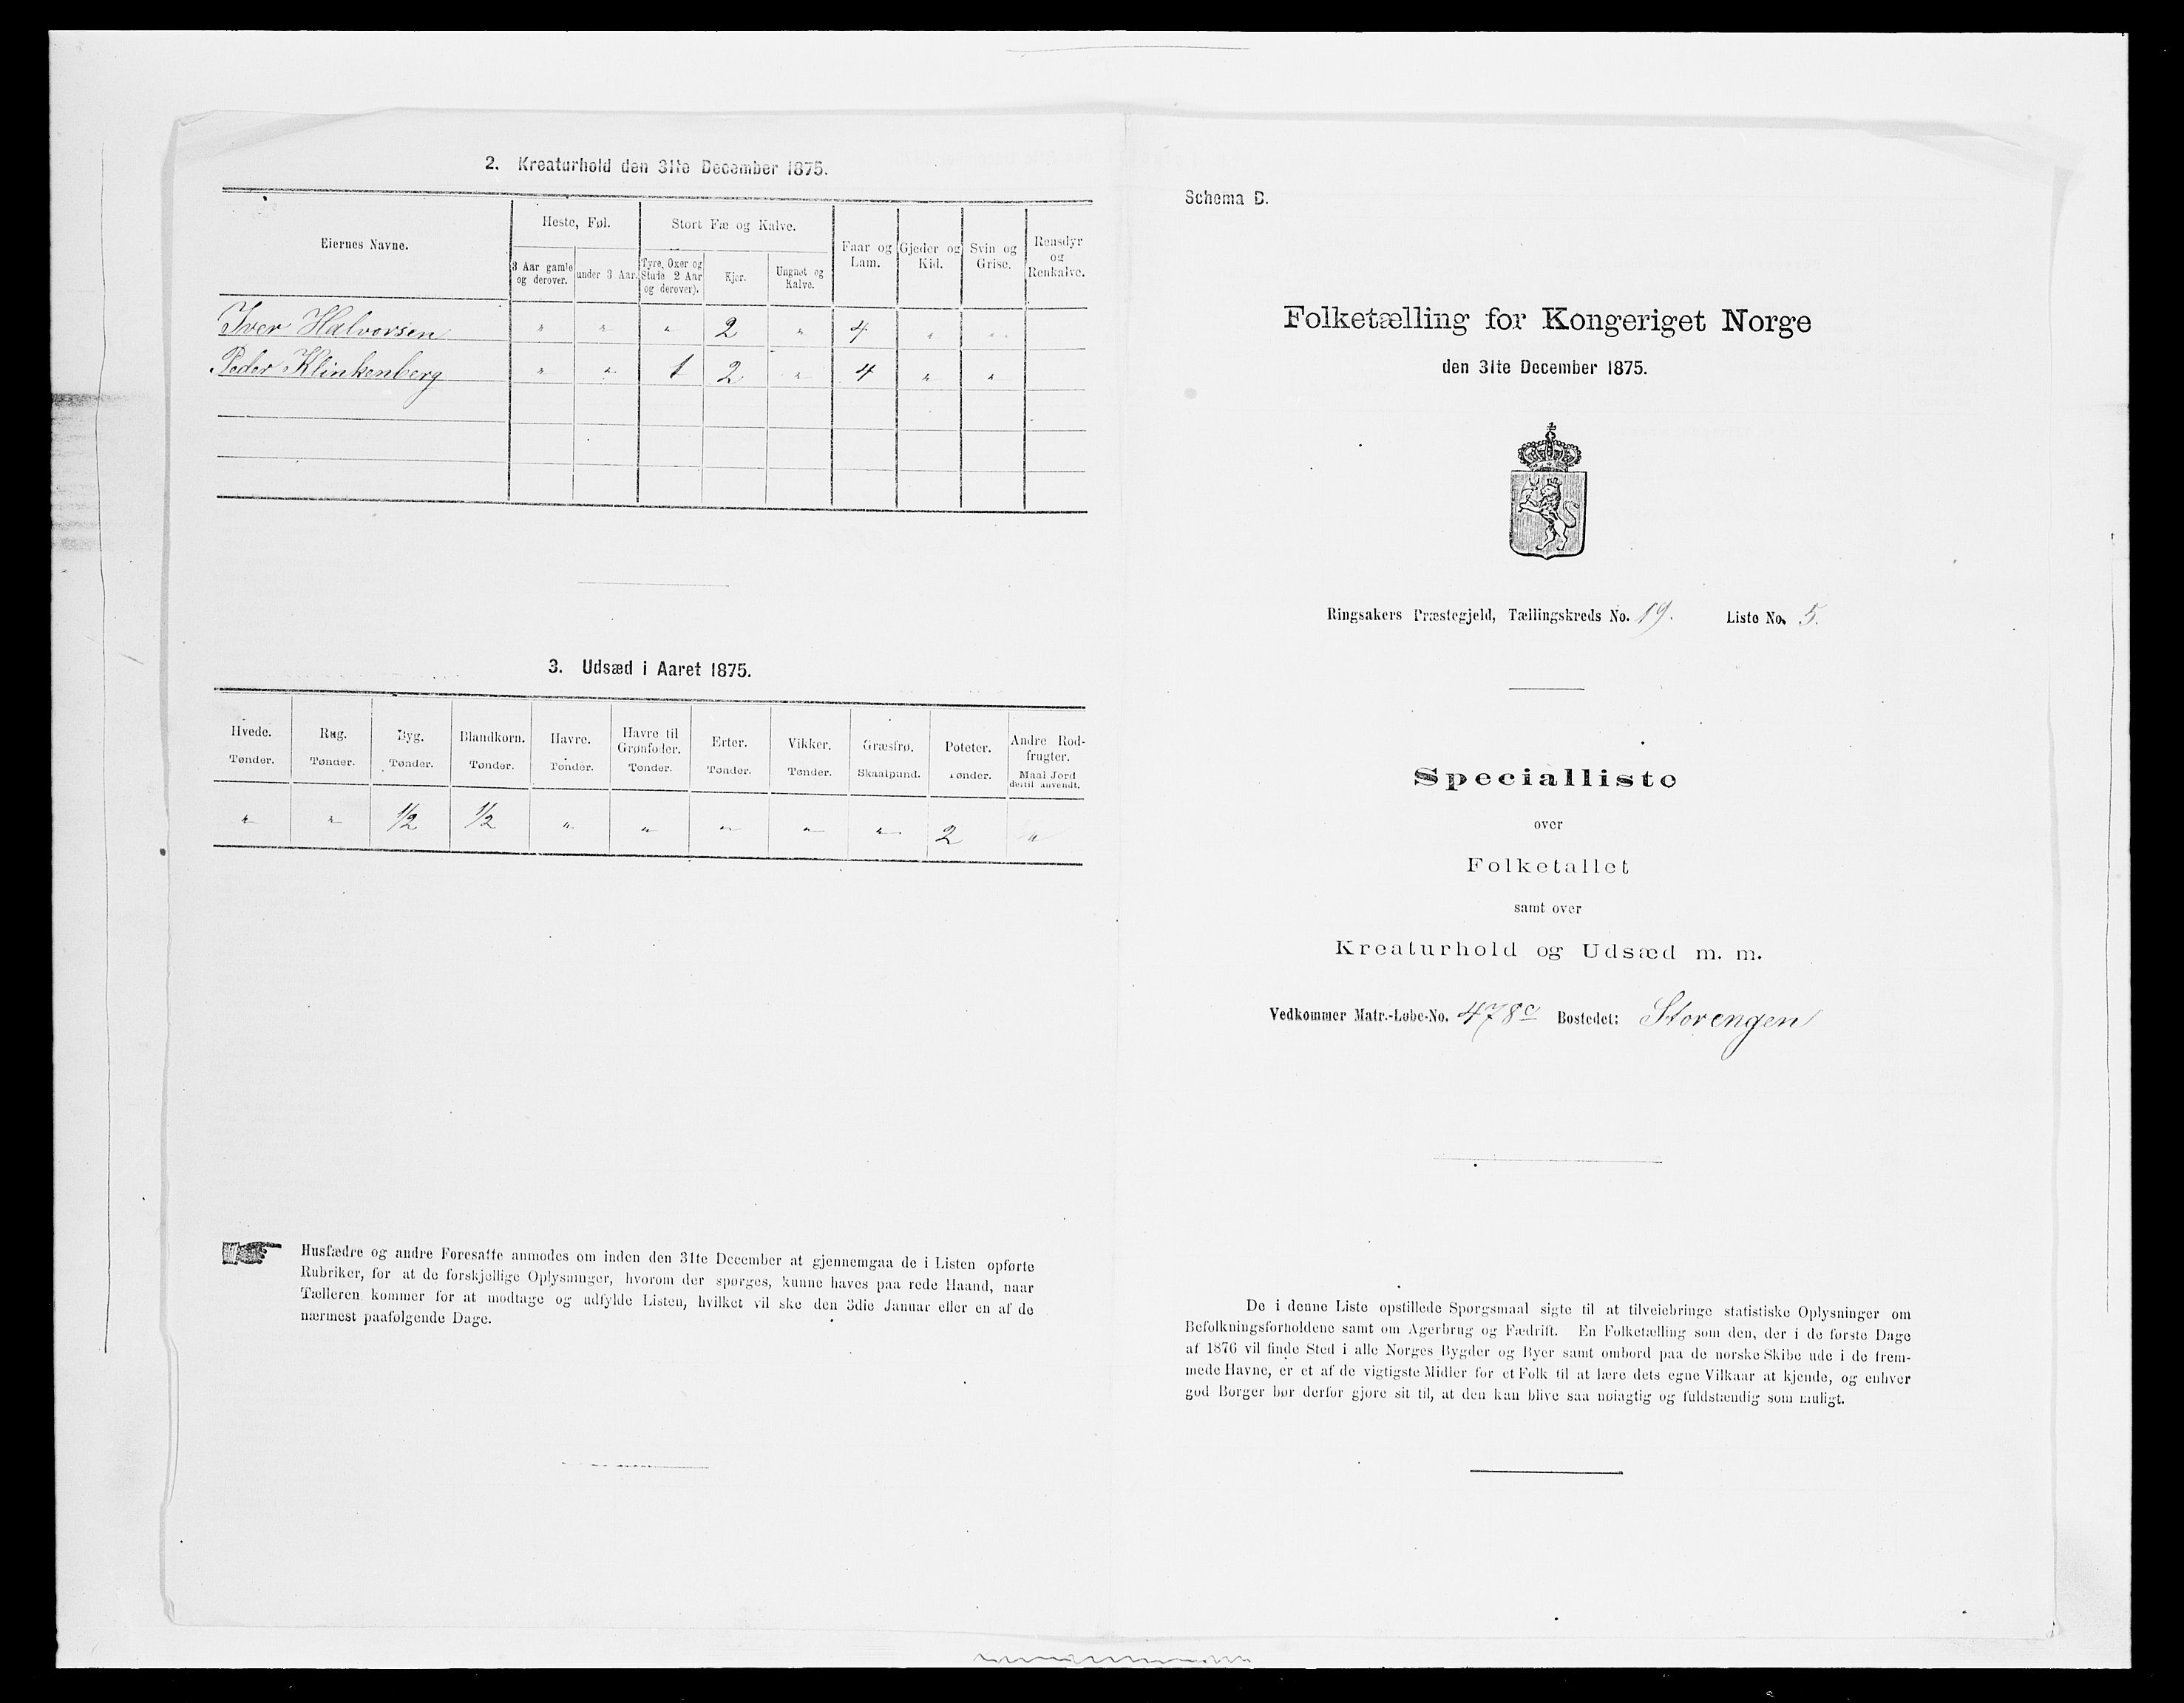 2. Kreaturhold den 31te December 1875.
Eiernes Navne.
Heste, Føl.
Stort Fæ og Kalve.
Faar og Lam.
Gjeder og Kid.
Svin og Grise.
Rensdyr og Renkalve.
3 Aar gamle og derover.
under 3 Aar.
Tyre, Oxer og Stude 2 Aar og derover).
Kjør.
Ungnøt og Kalve.
Iver Halvorsen " " " 2 " 4 " "
Peder Klinkenberg " " 1 2 " 4 " "
3. Udsæd i Aaret 1875.
Hvede. Rug. Byg. Blandkorn. Havre. Havre til Grønfoder. Erter. Vikker. Græsfrø. Poteter. Andre Rodfrugter.
Tønder. Tønder. Tønder. Tønder. Tønder. Tønder. Tønder. Tønder. Skaalpund. Tønder. Maal Jord dertil anvendt.
" " 1/2 1/2 " " " " " 2 "
Husfædre og andre Foresatte anmodes om inden den 31te December at gjennemgaa de i Listen opførte
Rubriker, for at de forskjellige Oplysninger, hvorom der spørges, kunne haves paa rede Haand, naar
Tælleren kommer for at modtage og udfylde Listen, hvilket vil ske den 3die Januar eller en af de
nærmest paafølgende Dage.
Schema B.
Folketælling for Kongeriget Norge
den 31te December 1875.
Ringsakers Præstegjeld, Tællingskreds No. 19. Liste No. 5.
Specialliste
over
Folketallet
samt over
Kreaturhold og Udsæd m. m.
Vedkommer Matr.-Løbe-No. 478c Bostedet: Storengen
De i denne Liste opstillede Spørgsmaal sigte til at tilveiebringe statistiske Oplysninger om
Befolkningsforholdene samt om Agerbrug og Fædrift. En Folketælling som den, der i de første Dage
af 1876 vil finde Sted i alle Norges Bygder og Byer samt ombord paa de norske Skibe ude i de frem-
mede Havne, er et af de vigtigste Midler for et Folk til at lære dets egne Vilkaar at kjende, og enhver
god Borger bør derfor gjøre sit til, at den kan blive saa nøiagtig og fuldstændig som muligt.